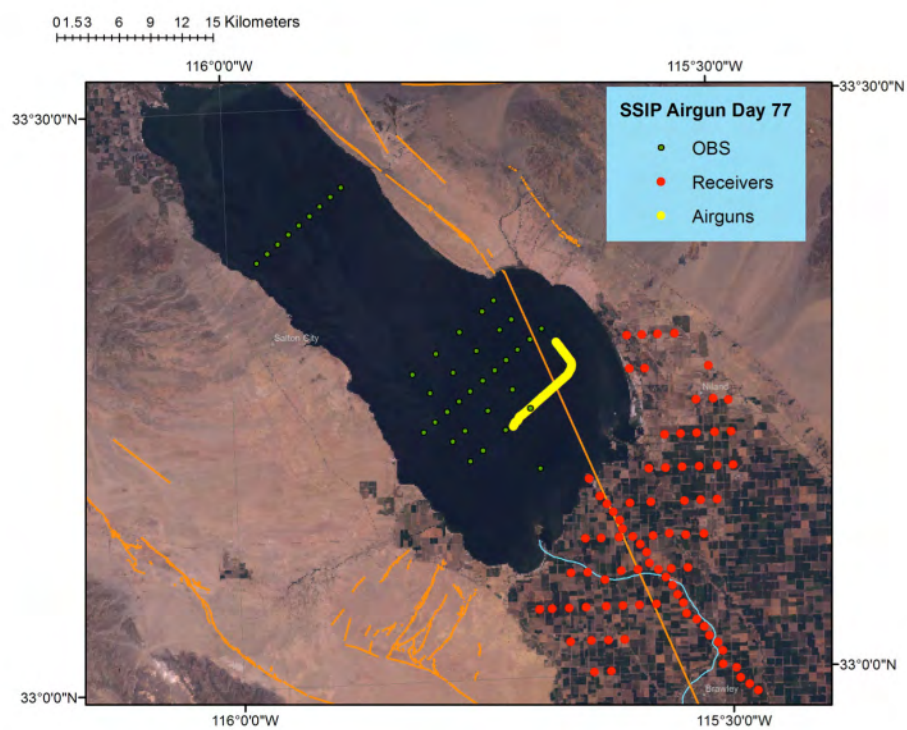 0 1.5 3 6 9 12 15 Kilometers
116°0'0"W 115°30'0"W
33°30'0"N 33°30'0"N
SSIP Airgun Day 77
OBS
Receivers
Airguns
Salton City
Niland
33°0'0"N
Brawley
33°0'0"N
116°0'0"W 115°30'0"W